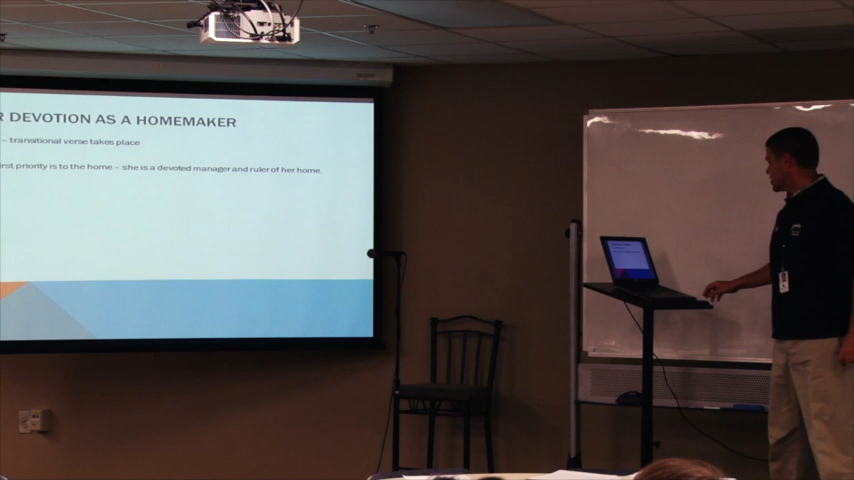 R DEVOTION AS A HOMEMAKER
– transitional verse takes place
rst priority is to the home – she is a devoted manager and ruler of her home.